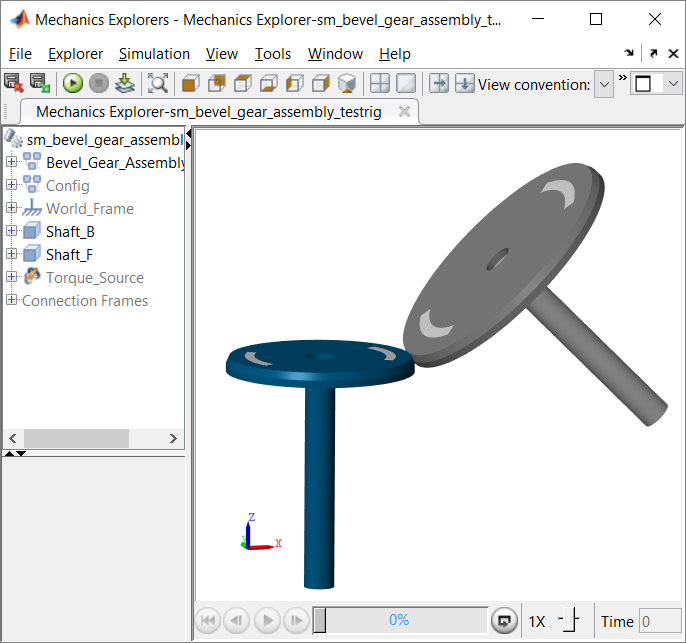 Mechanics Explorers - Mechanics Explorer-sm_bevel_gear_assembly_t...
File Explorer Simulation View Tools Window Help
View convention: »
Mechanics Explorer-sm_bevel_gear_assembly_testrig
sm_bevel_gear_assembl
Bevel_Gear_Assembly
Config
World_Frame
Shaft_B
Shaft_F
Torque_Source
Connection Frames
Z
X
0% 1X Time 0